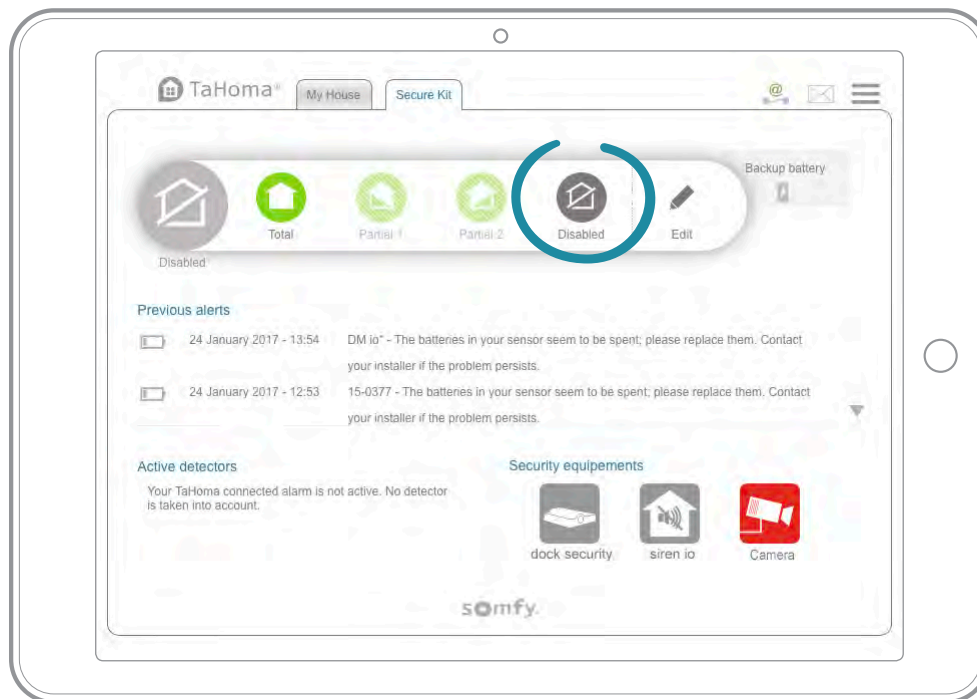 TaHoma®
My House
Secure Kit
@
Backup battery
Total
Partiel 1
Partiel 2
Disabled
Edit
Disabled
Previous alerts
24 January 2017 - 13:54
DM io" - The batteries in your sensor seem to be spent; please replace them. Contact
your installer if the problem persists.
24 January 2017 - 12:53
15-0377 - The batteries in your sensor seem to be spent; please replace them. Contact
your installer if the problem persists.
Active detectors
Your TaHoma connected alarm is not active. No detector
is taken into account.
Security equipements
dock security
siren io
Camera
somfy.